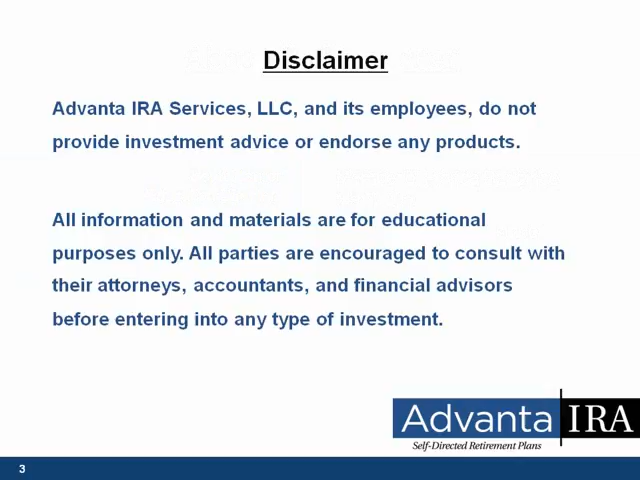 Disclaimer
Advanta IRA Services, LLC, and its employees, do not
provide investment advice or endorse any products.
All information and materials are for educational
purposes only. All parties are encouraged to consult with
their attorneys, accountants, and financial advisors
before entering into any type of investment.
Advanta IRA
Self-Directed Retirement Plans
3